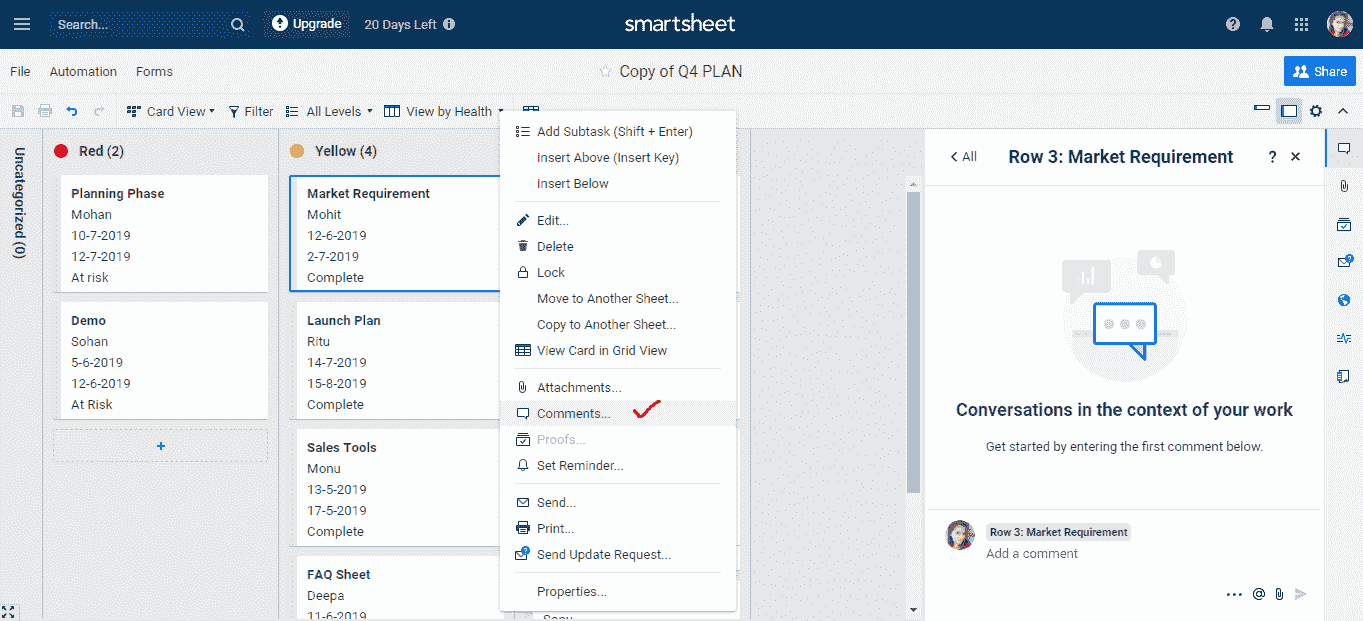 Search...
Upgrade
20 Days Left
smartsheet
File
Automation
Forms
Copy of Q4 PLAN
Share
Card View
Filter
All Levels
View by Health
Uncategorized (0)
Red (2)
Planning Phase
Mohan
10-7-2019
12-7-2019
At risk
Demo
Sohan
5-6-2019
12-6-2019
At Risk
+
Yellow (4)
Market Requirement
Mohit
12-6-2019
2-7-2019
Complete
Launch Plan
Ritu
14-7-2019
15-8-2019
Complete
Sales Tools
Monu
13-5-2019
17-5-2019
Complete
FAQ Sheet
Deepa
11-6-2019
Add Subtask (Shift + Enter)
Insert Above (Insert Key)
Insert Below
Edit...
Delete
Lock
Move to Another Sheet...
Copy to Another Sheet...
View Card in Grid View
Attachments...
Comments...
Proofs...
Set Reminder...
Send...
Print...
Send Update Request...
Properties...
All
Row 3: Market Requirement
?
Conversations in the context of your work
Get started by entering the first comment below.
Row 3: Market Requirement
Add a comment
@